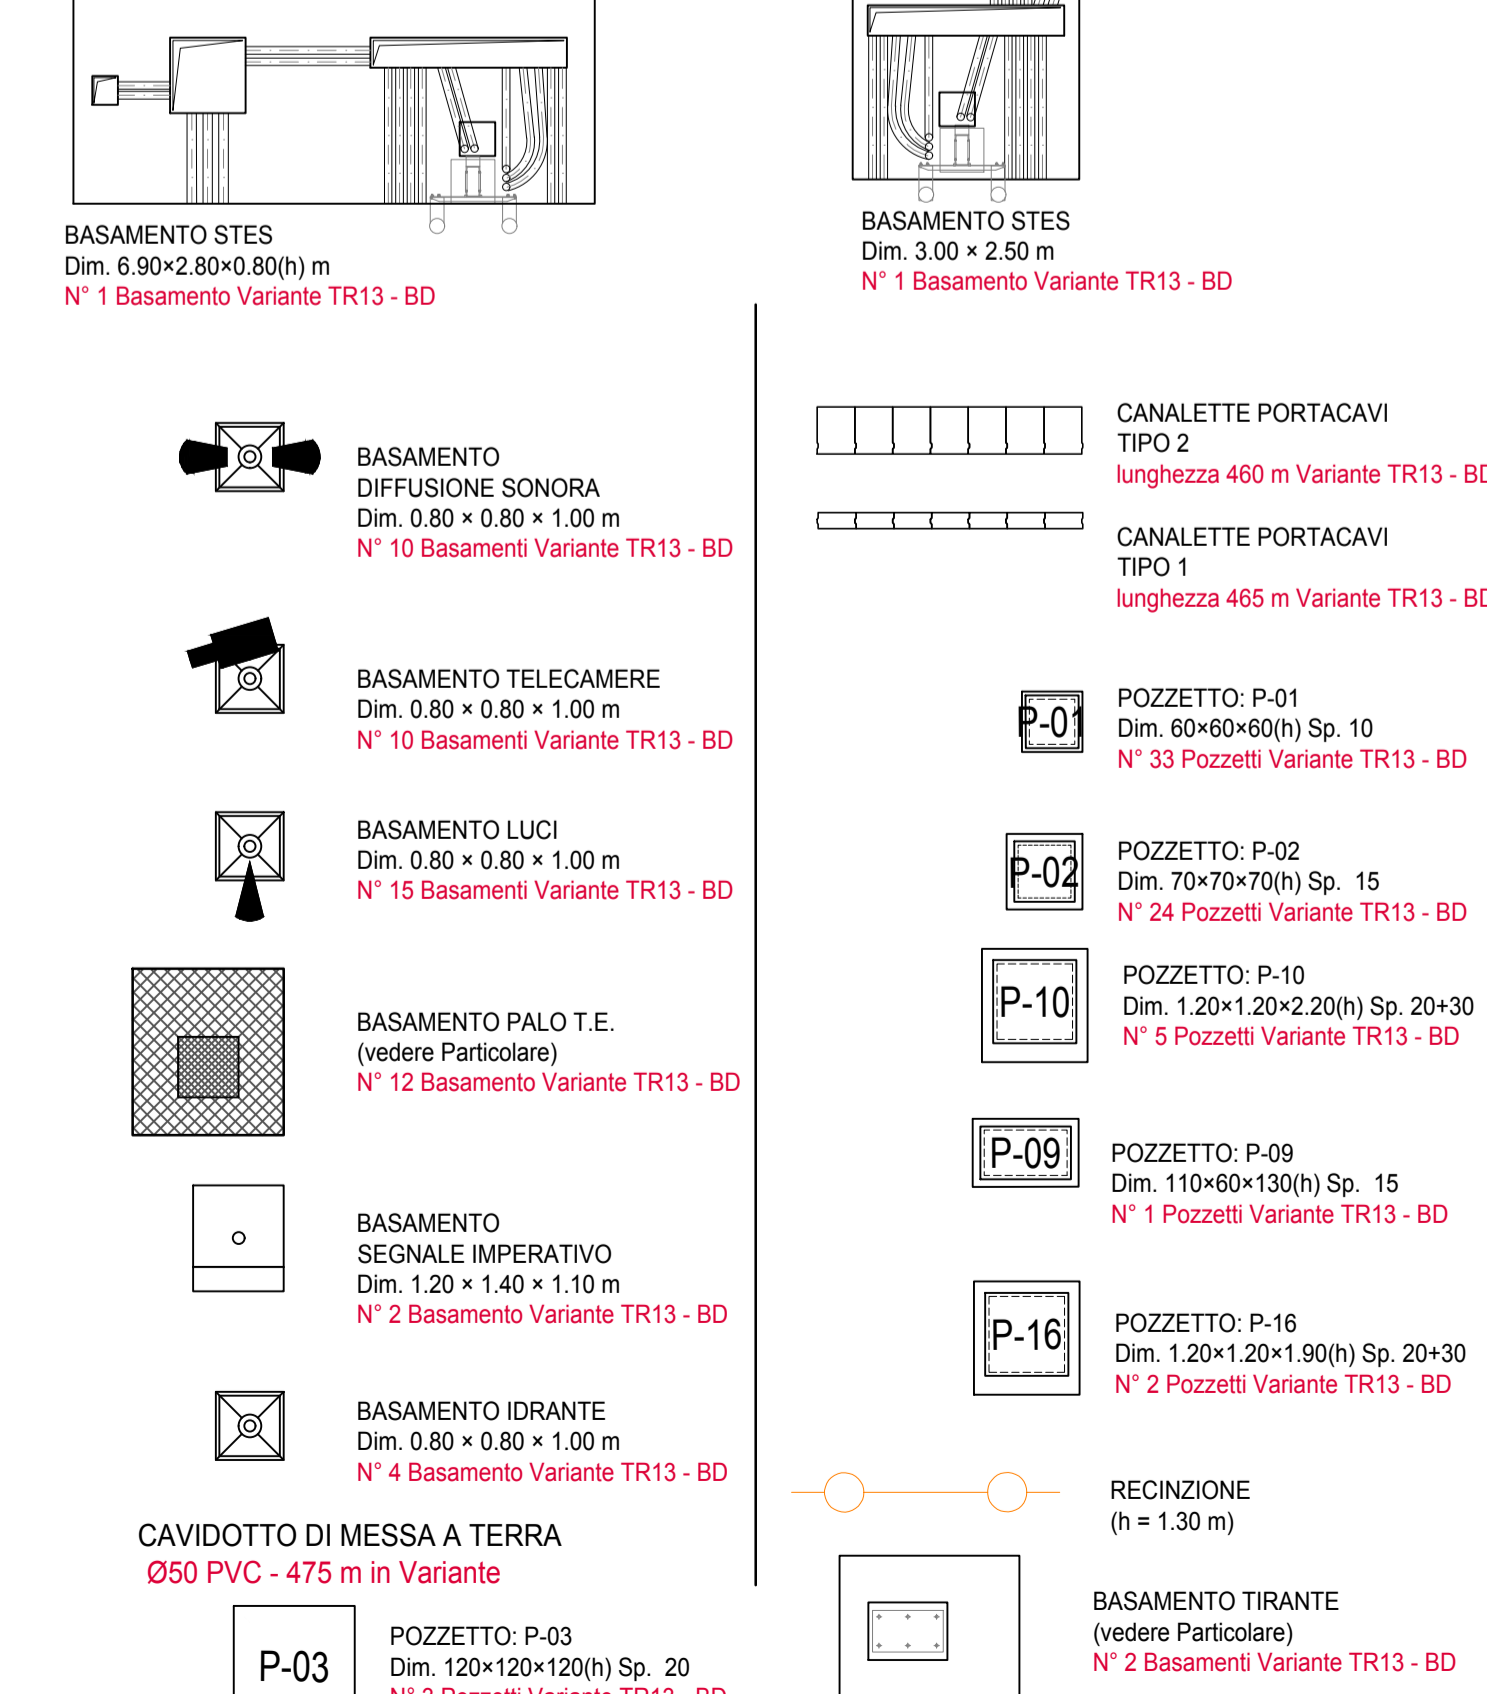 BASAMENTO STES
Dim. 6.90×2.80×0.80(h) m
N° 1 Basamento Variante TR13 - BD
BASAMENTO
DIFFUSIONE SONORA
Dim. 0.80 × 0.80 × 1.00 m
N° 10 Basamenti Variante TR13 - BD
BASAMENTO TELECAMERE
Dim. 0.80 × 0.80 × 1.00 m
N° 10 Basamenti Variante TR13 - BD
BASAMENTO LUCI
Dim. 0.80 × 0.80 × 1.00 m
N° 15 Basamenti Variante TR13 - BD
BASAMENTO PALO T.E.
(vedere Particolare)
N° 12 Basamento Variante TR13 - BD
BASAMENTO
SEGNALE IMPERATIVO
Dim. 1.20 × 1.40 × 1.10 m
N° 2 Basamento Variante TR13 - BD
BASAMENTO IDRANTE
Dim. 0.80 × 0.80 × 1.00 m
N° 4 Basamento Variante TR13 - BD
CAVIDOTTO DI MESSA A TERRA
Ø50 PVC - 475 m in Variante
P-03
POZZETTO: P-03
Dim. 120×120×120(h) Sp. 20
Pozzetti Variante TR13 - BD
BASAMENTO STES
Dim. 3.00 × 2.50 m
N° 1 Basamento Variante TR13 - BD
CANALETTE PORTACAVI
TIPO 2
lunghezza 460 m Variante TR13 - BD
CANALETTE PORTACAVI
TIPO 1
lunghezza 465 m Variante TR13 - BD
P-01
POZZETTO: P-01
Dim. 60×60×60(h) Sp. 10
N° 33 Pozzetti Variante TR13 - BD
P-02
POZZETTO: P-02
Dim. 70×70×70(h) Sp. 15
N° 24 Pozzetti Variante TR13 - BD
P-10
POZZETTO: P-10
Dim. 1.20×1.20×2.20(h) Sp. 20+30
N° 5 Pozzetti Variante TR13 - BD
P-09
POZZETTO: P-09
Dim. 110×60×130(h) Sp. 15
N° 1 Pozzetti Variante TR13 - BD
P-16
POZZETTO: P-16
Dim. 1.20×1.20×1.90(h) Sp. 20+30
N° 2 Pozzetti Variante TR13 - BD
RECINZIONE
(h = 1.30 m)
BASAMENTO TIRANTE
(vedere Particolare)
N° 2 Basamenti Variante TR13 - BD